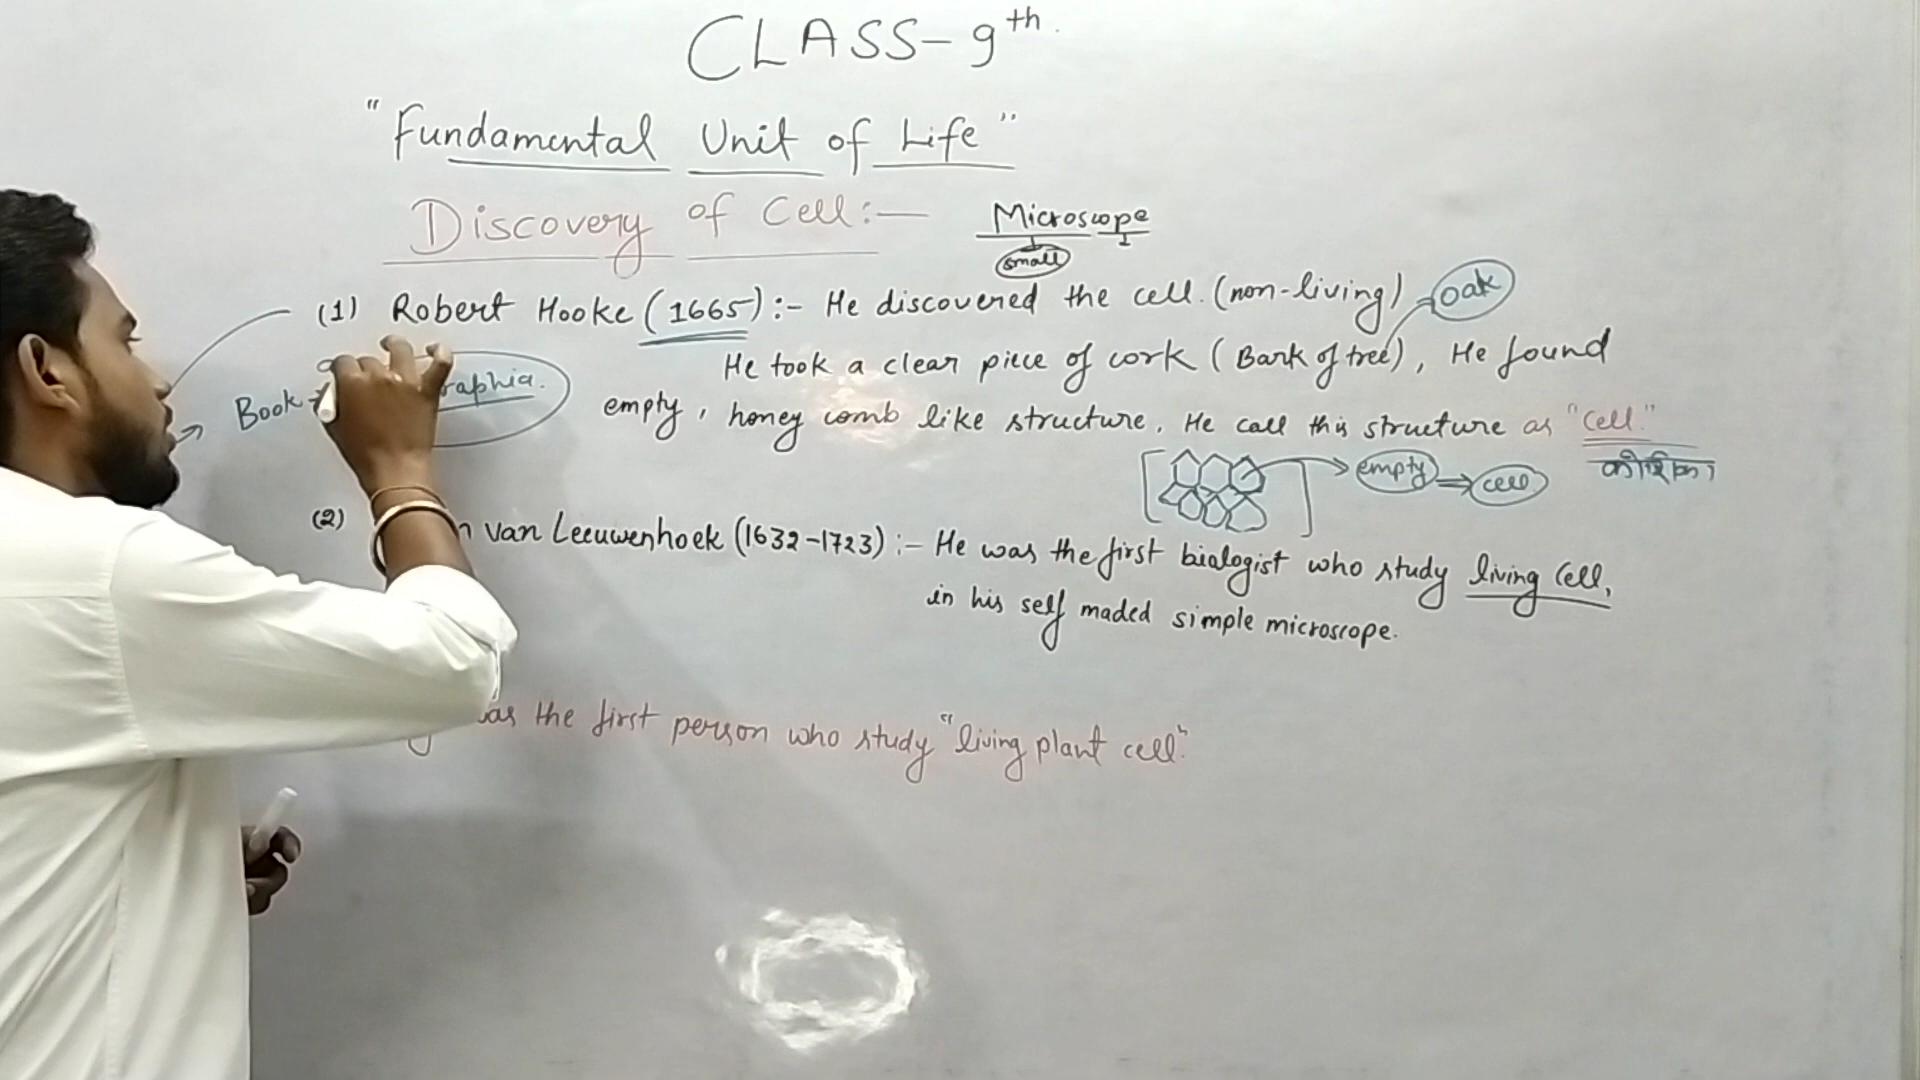 CLASS-9th.
"Fundamental Unit of Life"
Discovery of Cell:—
Microscope
small
(1) Robert Hooke (1665):- He discovered the cell. (non-living)
oak
He took a clear piece of cork (Bark of tree), He found
Book
raphia.
empty, honey comb like structure. He call this structure as "cell."
empty ⇒ cell
कोशिका
(2) van Leeuwenhoek (1632-1723):- He was the first biologist who study living Cell,
in his self maded simple microscope.
was the first person who study "living plant cell."